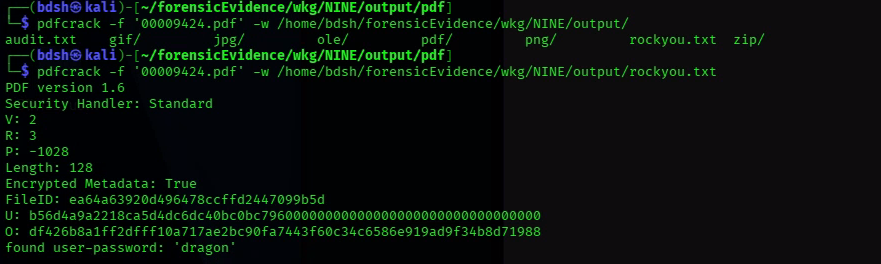 ┌──(bdsh㉿kali)-[~/forensicEvidence/wkg/NINE/output/pdf]
└─$ pdfcrack -f '00009424.pdf' -w /home/bdsh/forensicEvidence/wkg/NINE/output/
audit.txt gif/ jpg/ ole/ pdf/ png/ rockyou.txt zip/
┌──(bdsh㉿kali)-[~/forensicEvidence/wkg/NINE/output/pdf]
└─$ pdfcrack -f '00009424.pdf' -w /home/bdsh/forensicEvidence/wkg/NINE/output/rockyou.txt
PDF version 1.6
Security Handler: Standard
V: 2
R: 3
P: -1028
Length: 128
Encrypted Metadata: True
FileID: ea64a63920d496478ccffd2447099b5d
U: b56d4a9a2218ca5d4dc6dc40bc0bc79600000000000000000000000000000000
O: df426b8a1ff2dfff10a717ae2bc90fa7443f60c34c6586e919ad9f34b8d71988
found user-password: 'dragon'